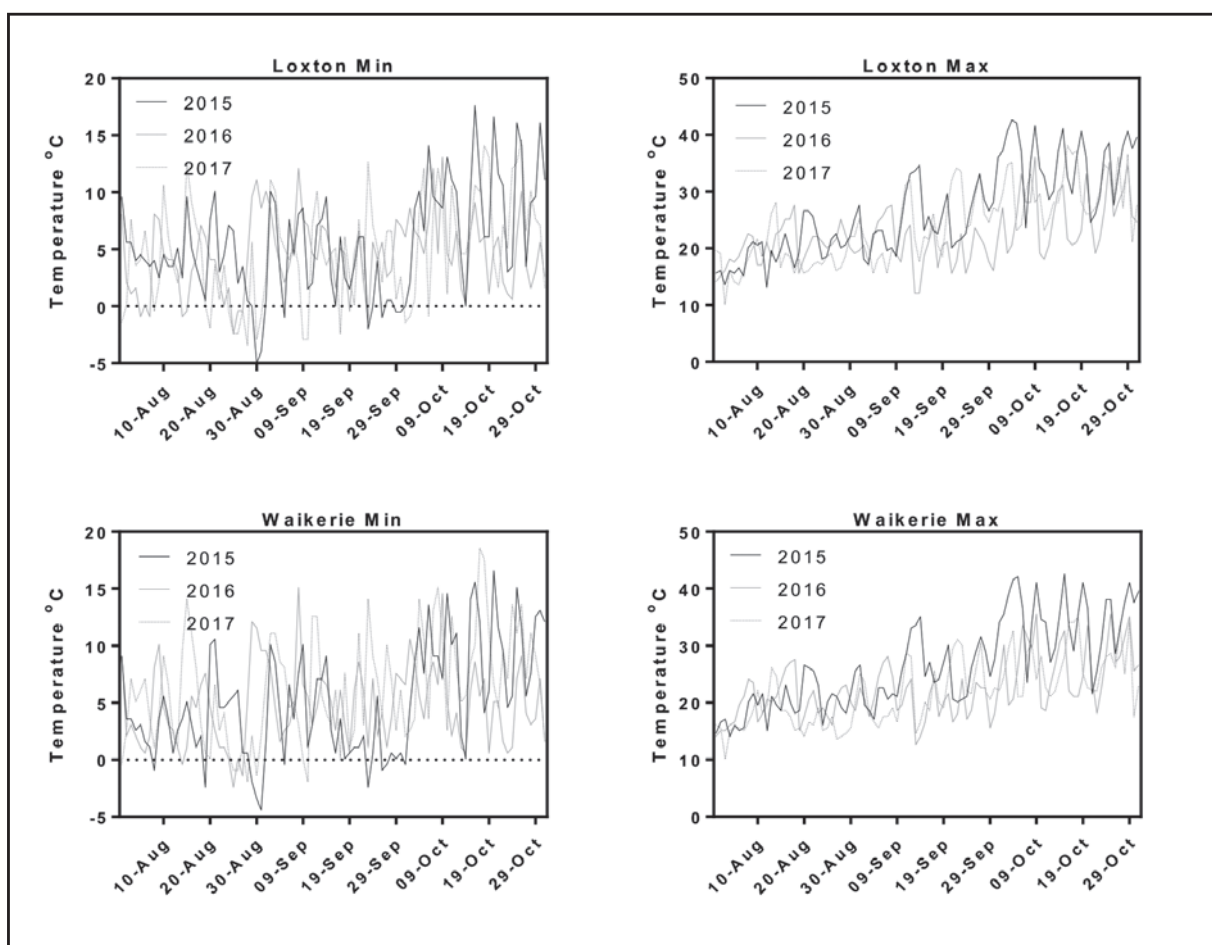 Loxton Min
20
15
10
5
0
-5
Temperature °C
2015
2016
2017
10-Aug
20-Aug
30-Aug
09-Sep
19-Sep
29-Sep
09-Oct
19-Oct
29-Oct
Loxton Max
50
40
30
20
10
0
Temperature °C
2015
2016
2017
10-Aug
20-Aug
30-Aug
09-Sep
19-Sep
29-Sep
09-Oct
19-Oct
29-Oct
Waikerie Min
20
15
10
5
0
-5
Temperature °C
2015
2016
2017
10-Aug
20-Aug
30-Aug
09-Sep
19-Sep
29-Sep
09-Oct
19-Oct
29-Oct
Waikerie Max
50
40
30
20
10
0
Temperature °C
2015
2016
2017
10-Aug
20-Aug
30-Aug
09-Sep
19-Sep
29-Sep
09-Oct
19-Oct
29-Oct